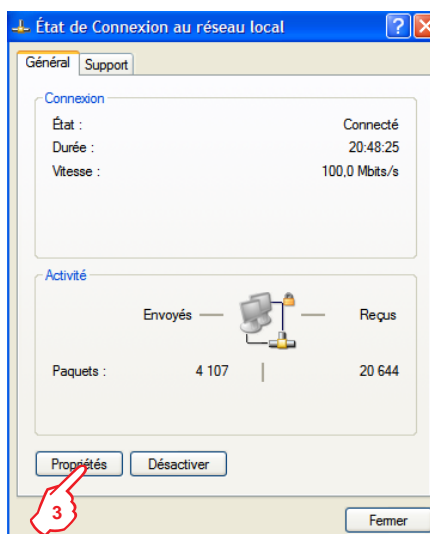 État de Connexion au réseau local
Général Support
Connexion
État : Connecté
Durée : 20:48:25
Vitesse : 100,0 Mbits/s
Activité
Envoyés Reçus
Paquets : 4 107 20 644
Propriétés Désactiver
3
Fermer